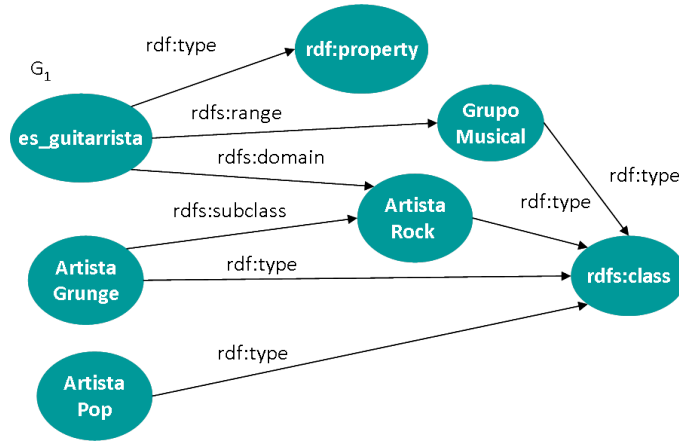 G1
rdf:type
rdf:property
es_guitarrista
rdfs:range
Grupo
Musical
rdfs:domain
rdf:type
rdfs:subclass
Artista
Rock
rdf:type
Artista
Grunge
rdf:type
rdfs:class
rdf:type
Artista
Pop